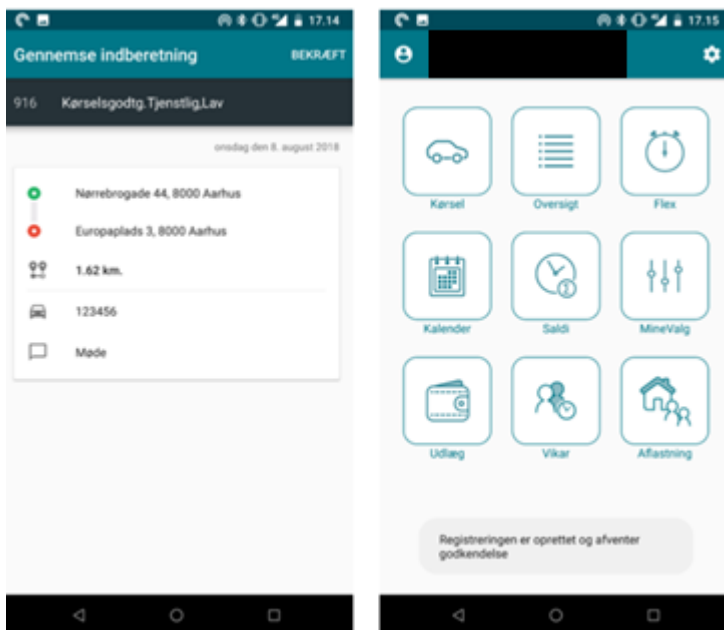 17.14
Gennemse indberetning BEKRÆFT
916 Kørselsgodtg.Tjenstlig,Lav
onsdag den 8. august 2018
Nørrebrogade 44, 8000 Aarhus
Europaplads 3, 8000 Aarhus
1.62 km.
123456
Møde
17.15
Kørsel Oversigt Flex
Kalender Saldi MineValg
Udlæg Vikar Aflastning
Registreringen er oprettet og afventer
godkendelse